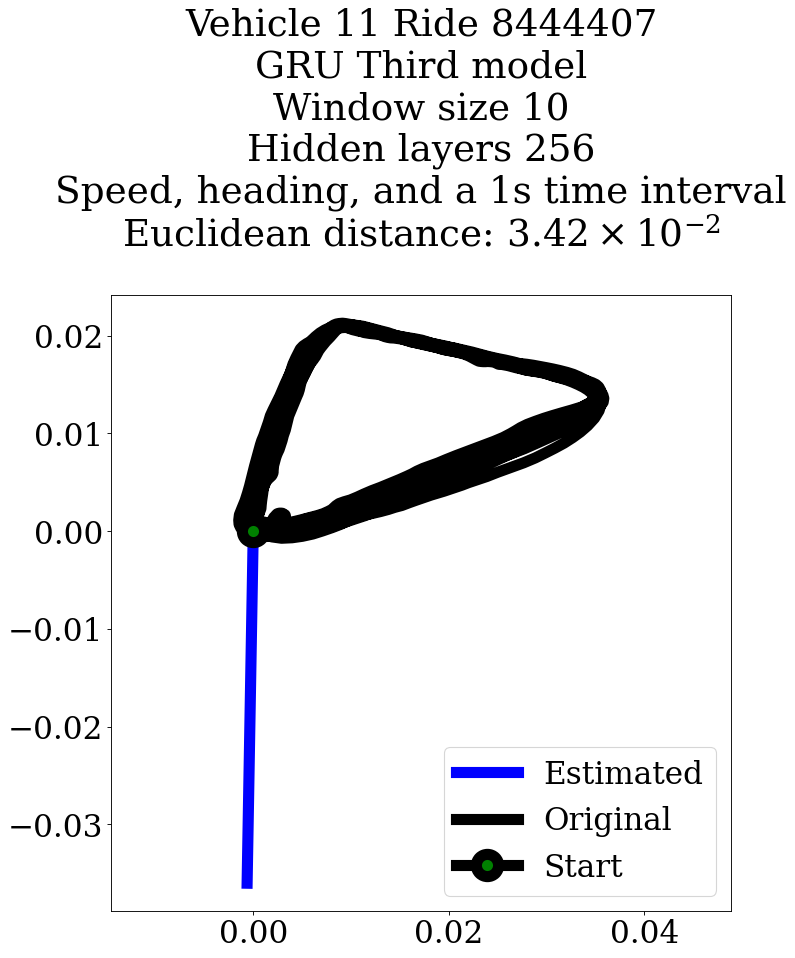 Vehicle 11 Ride 8444407
GRU Third model
Window size 10
Hidden layers 256
Speed, heading, and a 1s time interval
Euclidean distance: 3.42 × 10⁻²
0.02
0.01
0.00
−0.01
−0.02
−0.03
Estimated
Original
Start
0.00 0.02 0.04